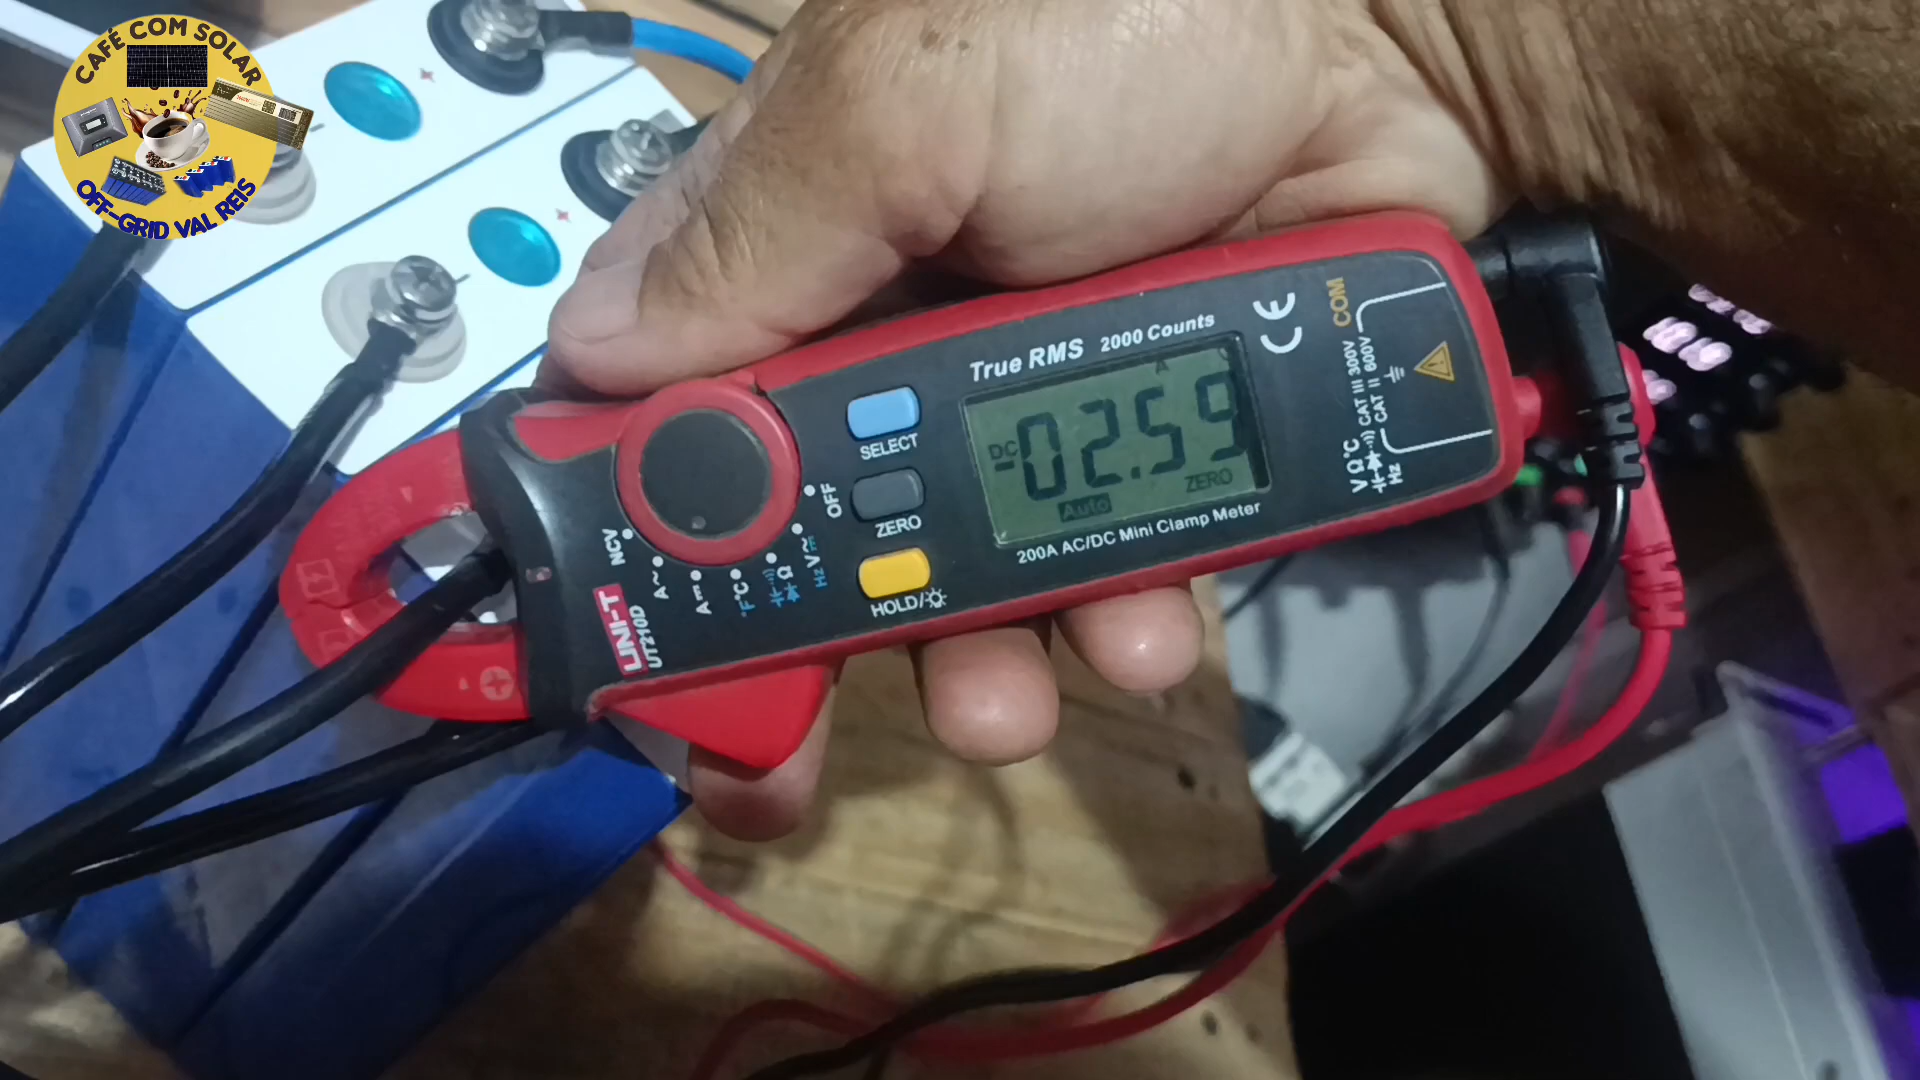 CAFÉ COM SOLAR
OFF-GRID VAL REIS
True RMS 2000 Counts
CE
COM
SELECT
ZERO
HOLD/
DC
A
-02.59
Auto
ZERO
200A AC/DC Mini Clamp Meter
OFF
Hz V
Ω
°F°C
A
A
NCV
UNI-T
UT210D
CAT III 300V
CAT II 600V
VΩ°C
Hz